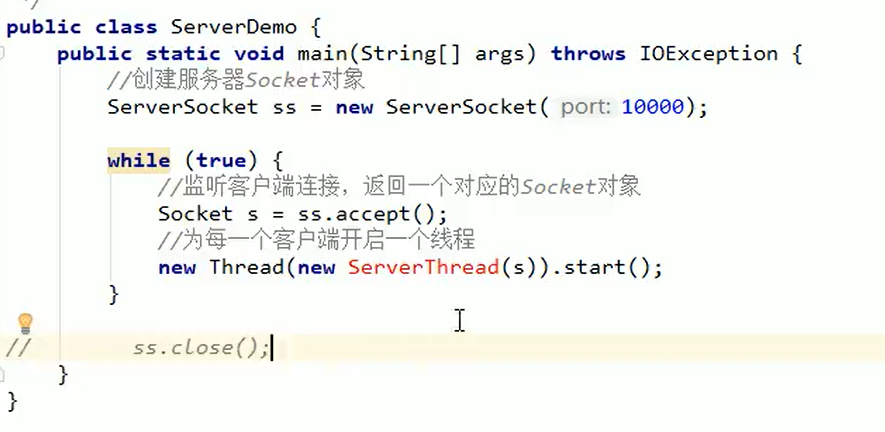 */
public class ServerDemo {
public static void main(String[] args) throws IOException {
//创建服务器Socket对象
ServerSocket ss = new ServerSocket( port: 10000);
while (true) {
//监听客户端连接，返回一个对应的Socket对象
Socket s = ss.accept();
//为每一个客户端开启一个线程
new Thread(new ServerThread(s)).start();
}
// ss.close();
}
}